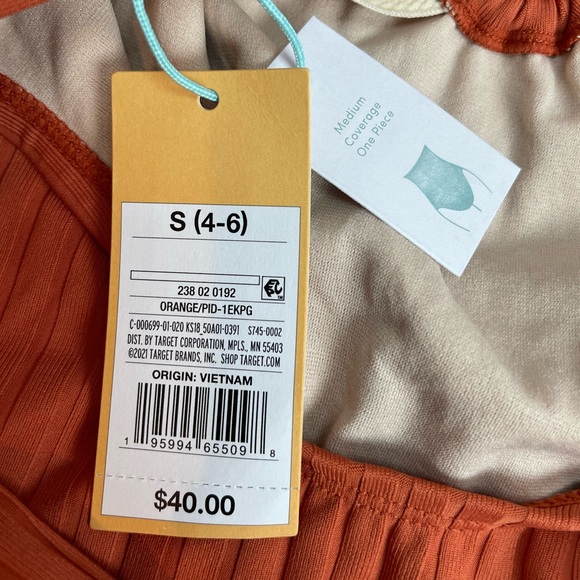 Medium
Coverage
One Piece
S (4-6)
238 02 0192
ORANGE/PID-1EKPG
C-000699-01-020 KS18_50A01-0391 S745-0002
DIST. BY TARGET CORPORATION, MPLS., MN 55403
©2021 TARGET BRANDS, INC. SHOP TARGET.COM
ORIGIN: VIETNAM
1 95994 65509 8
$40.00